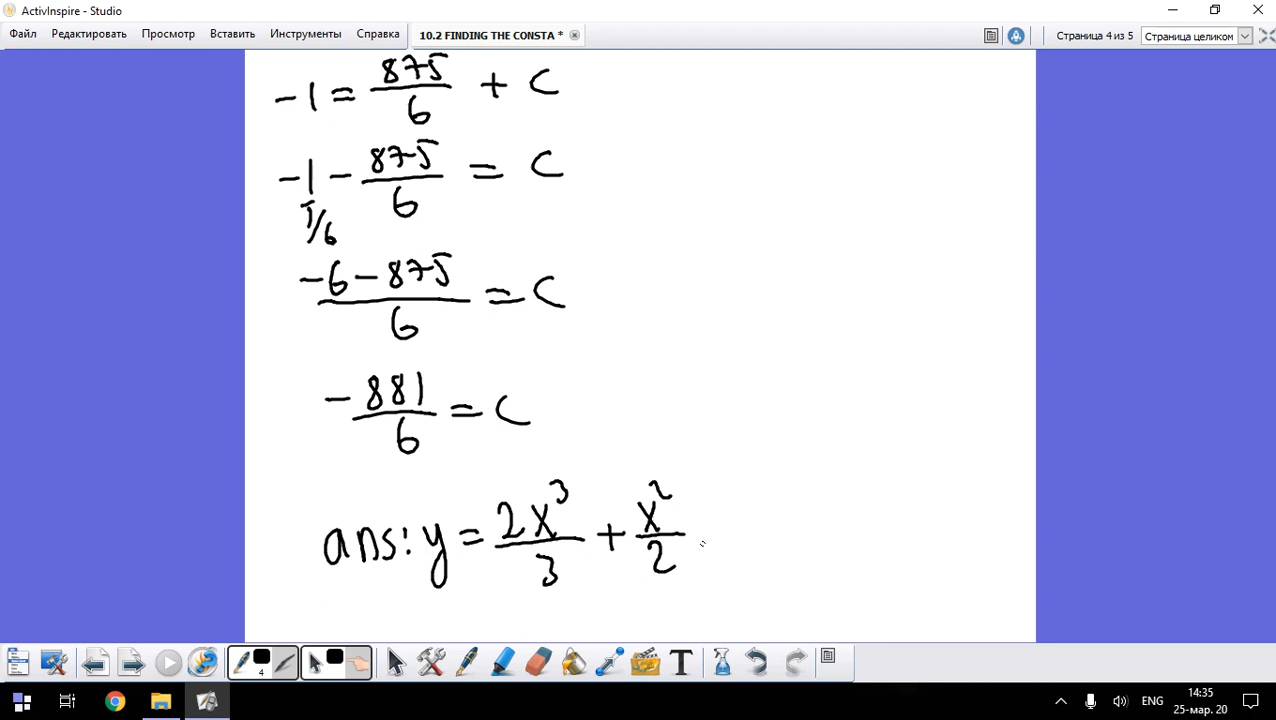 ActivInspire - Studio
Файл Редактировать Просмотр Вставить Инструменты Справка 10.2 FINDING THE CONSTA * Страница 4 из 5 Страница целиком
-1 = 875/6 + C
-1 - 875/6 = C
1/6
-6-875/6 = C
-881/6 = C
ans: y = 2x³/3 + x²/2
4
T
ENG 14:35
25-мар. 20